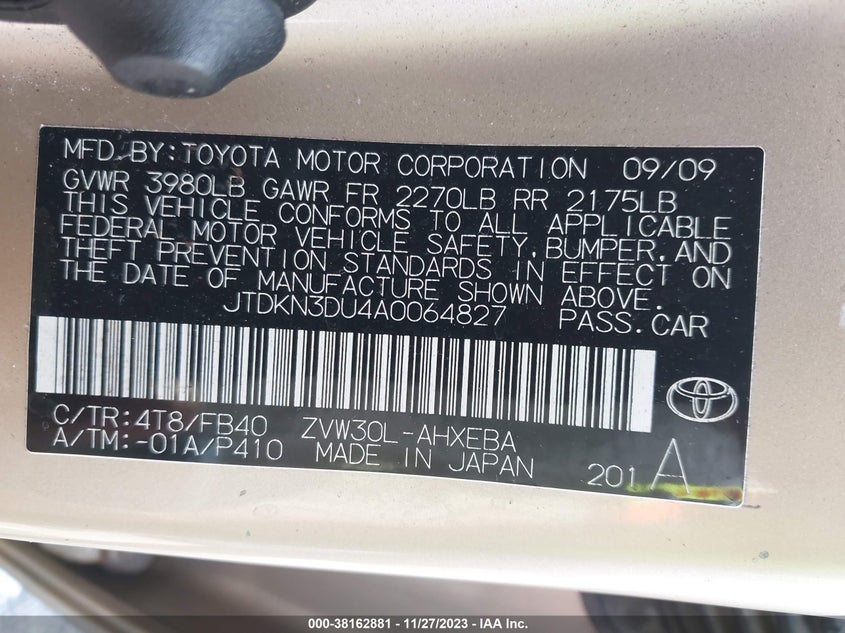 MFD BY:TOYOTA MOTOR CORPORATION 09/09
GVWR 3980LB GAWR FR 2270LB RR 2175LB
THIS VEHICLE CONFORMS TO ALL APPLICABLE
FEDERAL MOTOR VEHICLE SAFETY,BUMPER,AND
THEFT PREVENTION STANDARDS IN EFFECT ON
THE DATE OF MANUFACTURE SHOWN ABOVE.
JTDKN3DU4A0064827 PASS.CAR
C/TR:4T8/FB40 ZVW30L-AHXEBA
A/TM:-01A/P410 MADE IN JAPAN
201 A
000-38162881 - 11/27/2023 - IAA Inc.